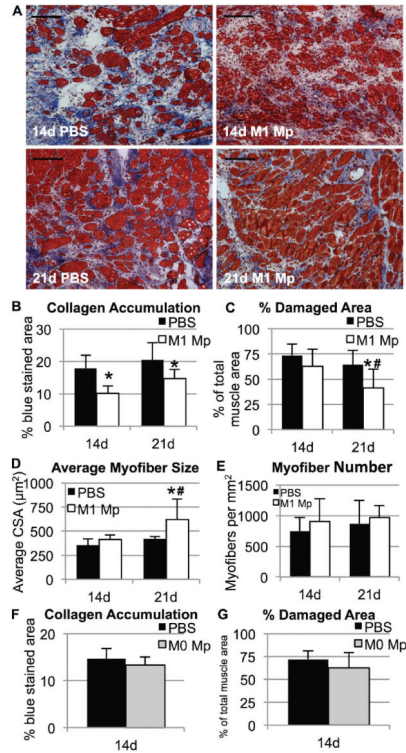 A
14d PBS
14d M1 Mp
21d PBS
21d M1 Mp
B
Collagen Accumulation
PBS
M1 Mp
% blue stained area
30
20
10
0
*
*
14d
21d
C
% Damaged Area
PBS
M1 Mp
% of total
muscle area
100
75
50
25
0
*#
14d
21d
D
Average Myofiber Size
PBS
M1 Mp
Average CSA (µm²)
1000
750
500
250
0
*#
14d
21d
E
Myofiber Number
PBS
M1 Mp
Myofibers per mm²
1500
1000
500
0
14d
21d
F
Collagen Accumulation
PBS
M0 Mp
% blue stained area
20
10
0
14d
G
% Damaged Area
PBS
M0 Mp
% of total muscle area
100
75
50
25
0
14d